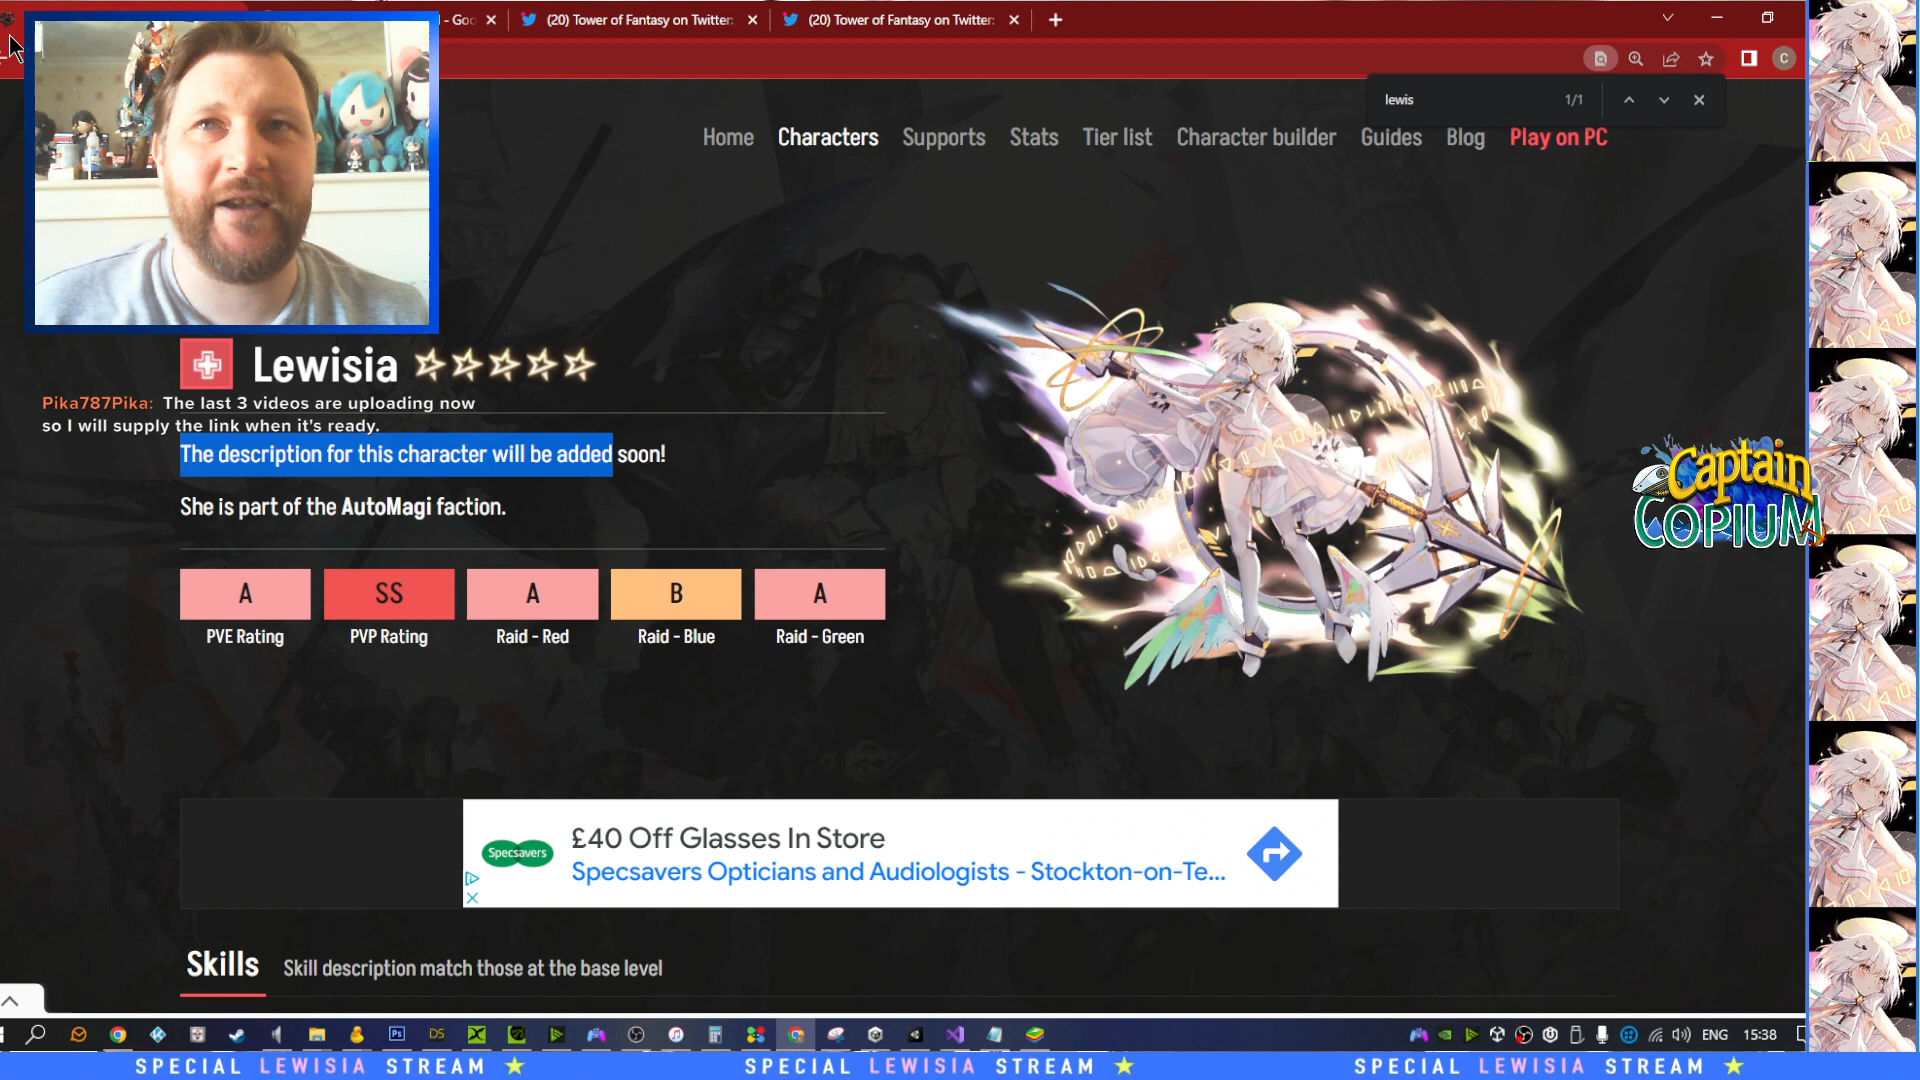 - Goo
(20) Tower of Fantasy on Twitter:
(20) Tower of Fantasy on Twitter:
C
lewis
1/1
Home
Characters
Supports
Stats
Tier list
Character builder
Guides
Blog
Play on PC
Lewisia
Pika787Pika: The last 3 videos are uploading now
so I will supply the link when it's ready.
The description for this character will be added soon!
She is part of the AutoMagi faction.
Captain
COPIUM
A
SS
A
B
A
PVE Rating
PVP Rating
Raid - Red
Raid - Blue
Raid - Green
Specsavers
£40 Off Glasses In Store
Specsavers Opticians and Audiologists - Stockton-on-Te...
Skills
Skill description match those at the base level
Ps
DS
ENG
15:38
SPECIAL LEWISIA STREAM
SPECIAL LEWISIA STREAM
SPECIAL LEWISIA STREAM